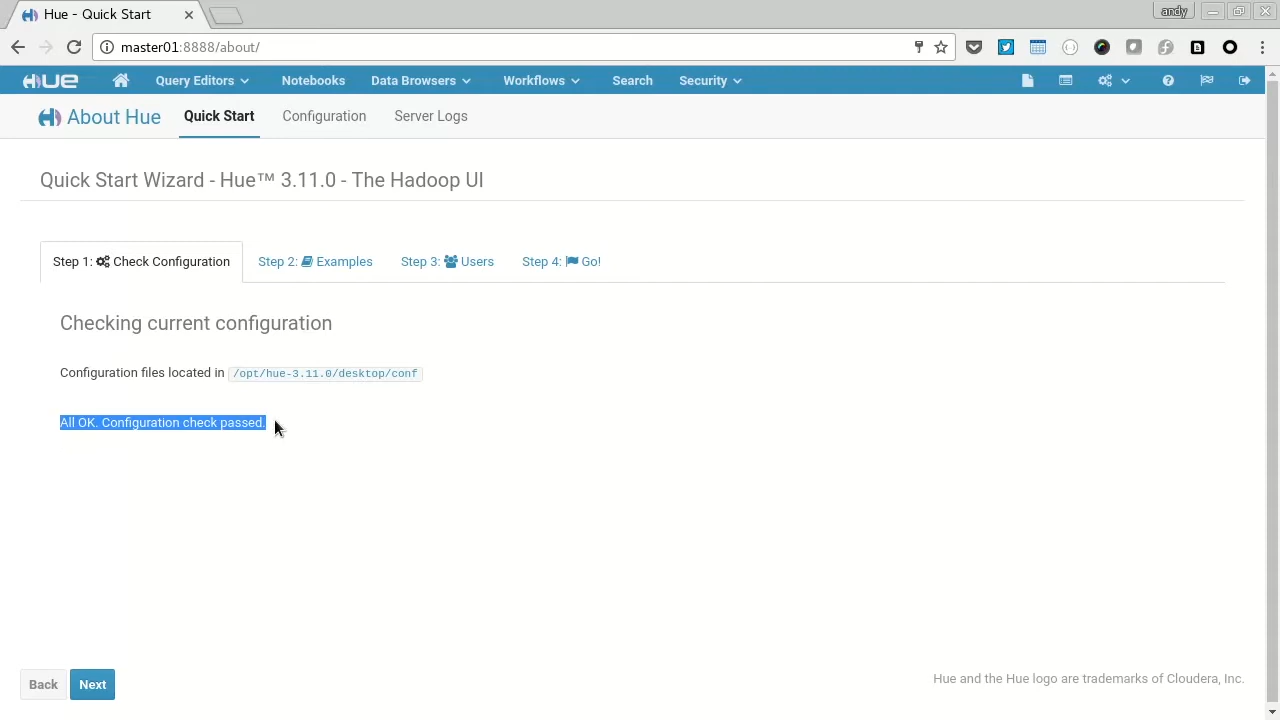 Hue - Quick Start
andy
master01:8888/about/
HUE Query Editors Notebooks Data Browsers Workflows Search Security
About Hue Quick Start Configuration Server Logs
Quick Start Wizard - Hue™ 3.11.0 - The Hadoop UI
Step 1: Check Configuration Step 2: Examples Step 3: Users Step 4: Go!
Checking current configuration
Configuration files located in /opt/hue-3.11.0/desktop/conf
All OK. Configuration check passed.
Back Next
Hue and the Hue logo are trademarks of Cloudera, Inc.